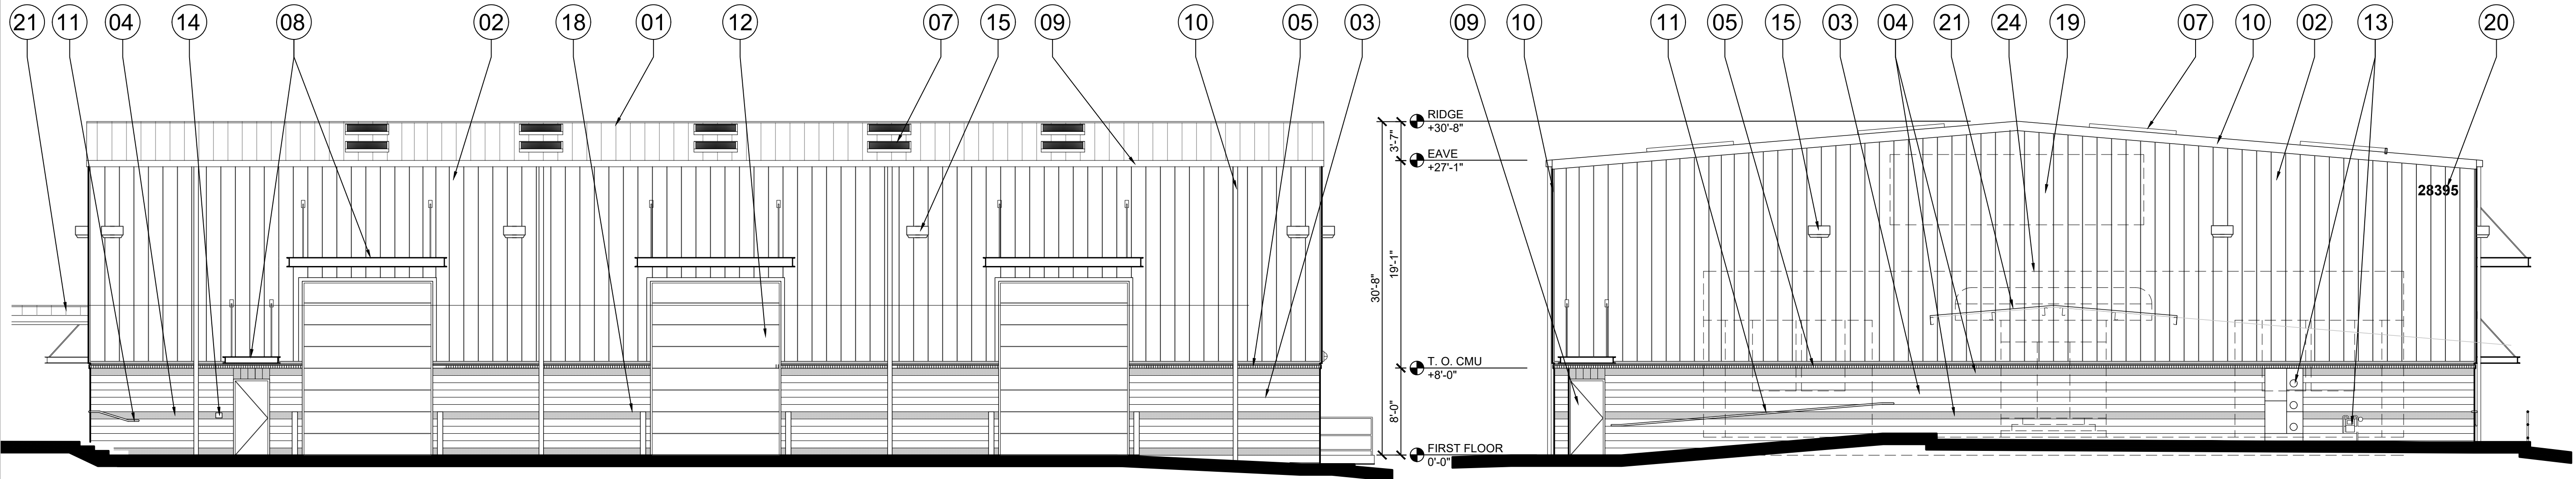 21 11 04 14 08 02 18 01 12 07 15 09 10 05 03 09 10 11 05 15 03 04 21 24 19 07 10 02 13 20
RIDGE
+30'-8"
3'-7"
EAVE
+27'-1"
28395
19'-1"
30'-8"
T. O. CMU
+8'-0"
8'-0"
FIRST FLOOR
0'-0"